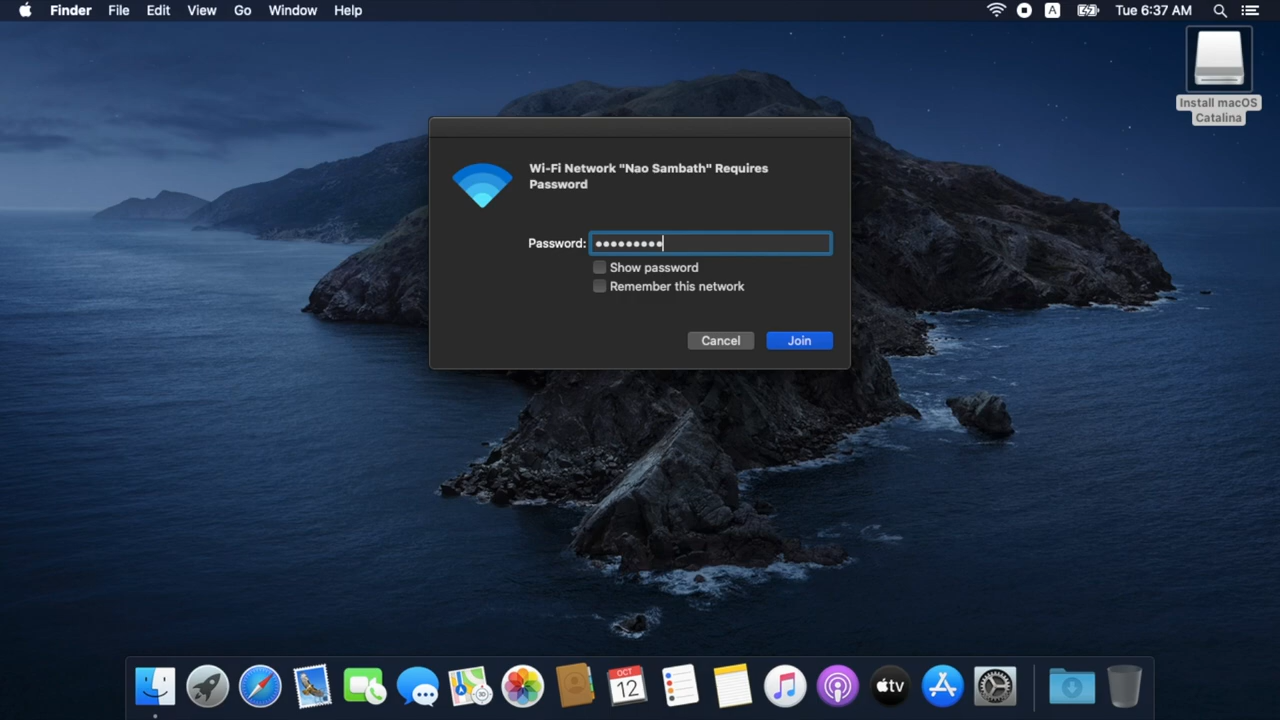 Finder File Edit View Go Window Help A Tue 6:37 AM
Install macOS
Catalina
Wi-Fi Network "Nao Sambath" Requires
Password
Password: •••••••••
Show password
Remember this network
Cancel Join
OCT
12
3D
tv